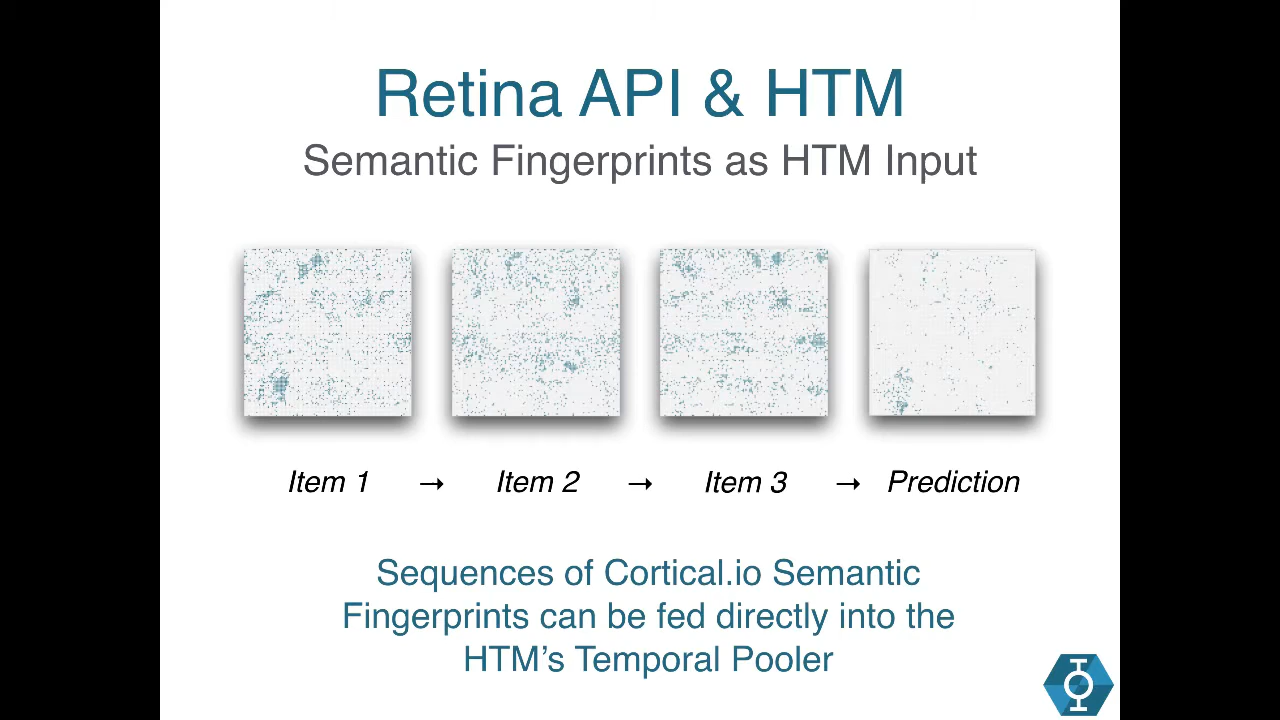 Retina API & HTM
Semantic Fingerprints as HTM Input
Item 1 → Item 2 → Item 3 → Prediction
Sequences of Cortical.io Semantic
Fingerprints can be fed directly into the
HTM’s Temporal Pooler